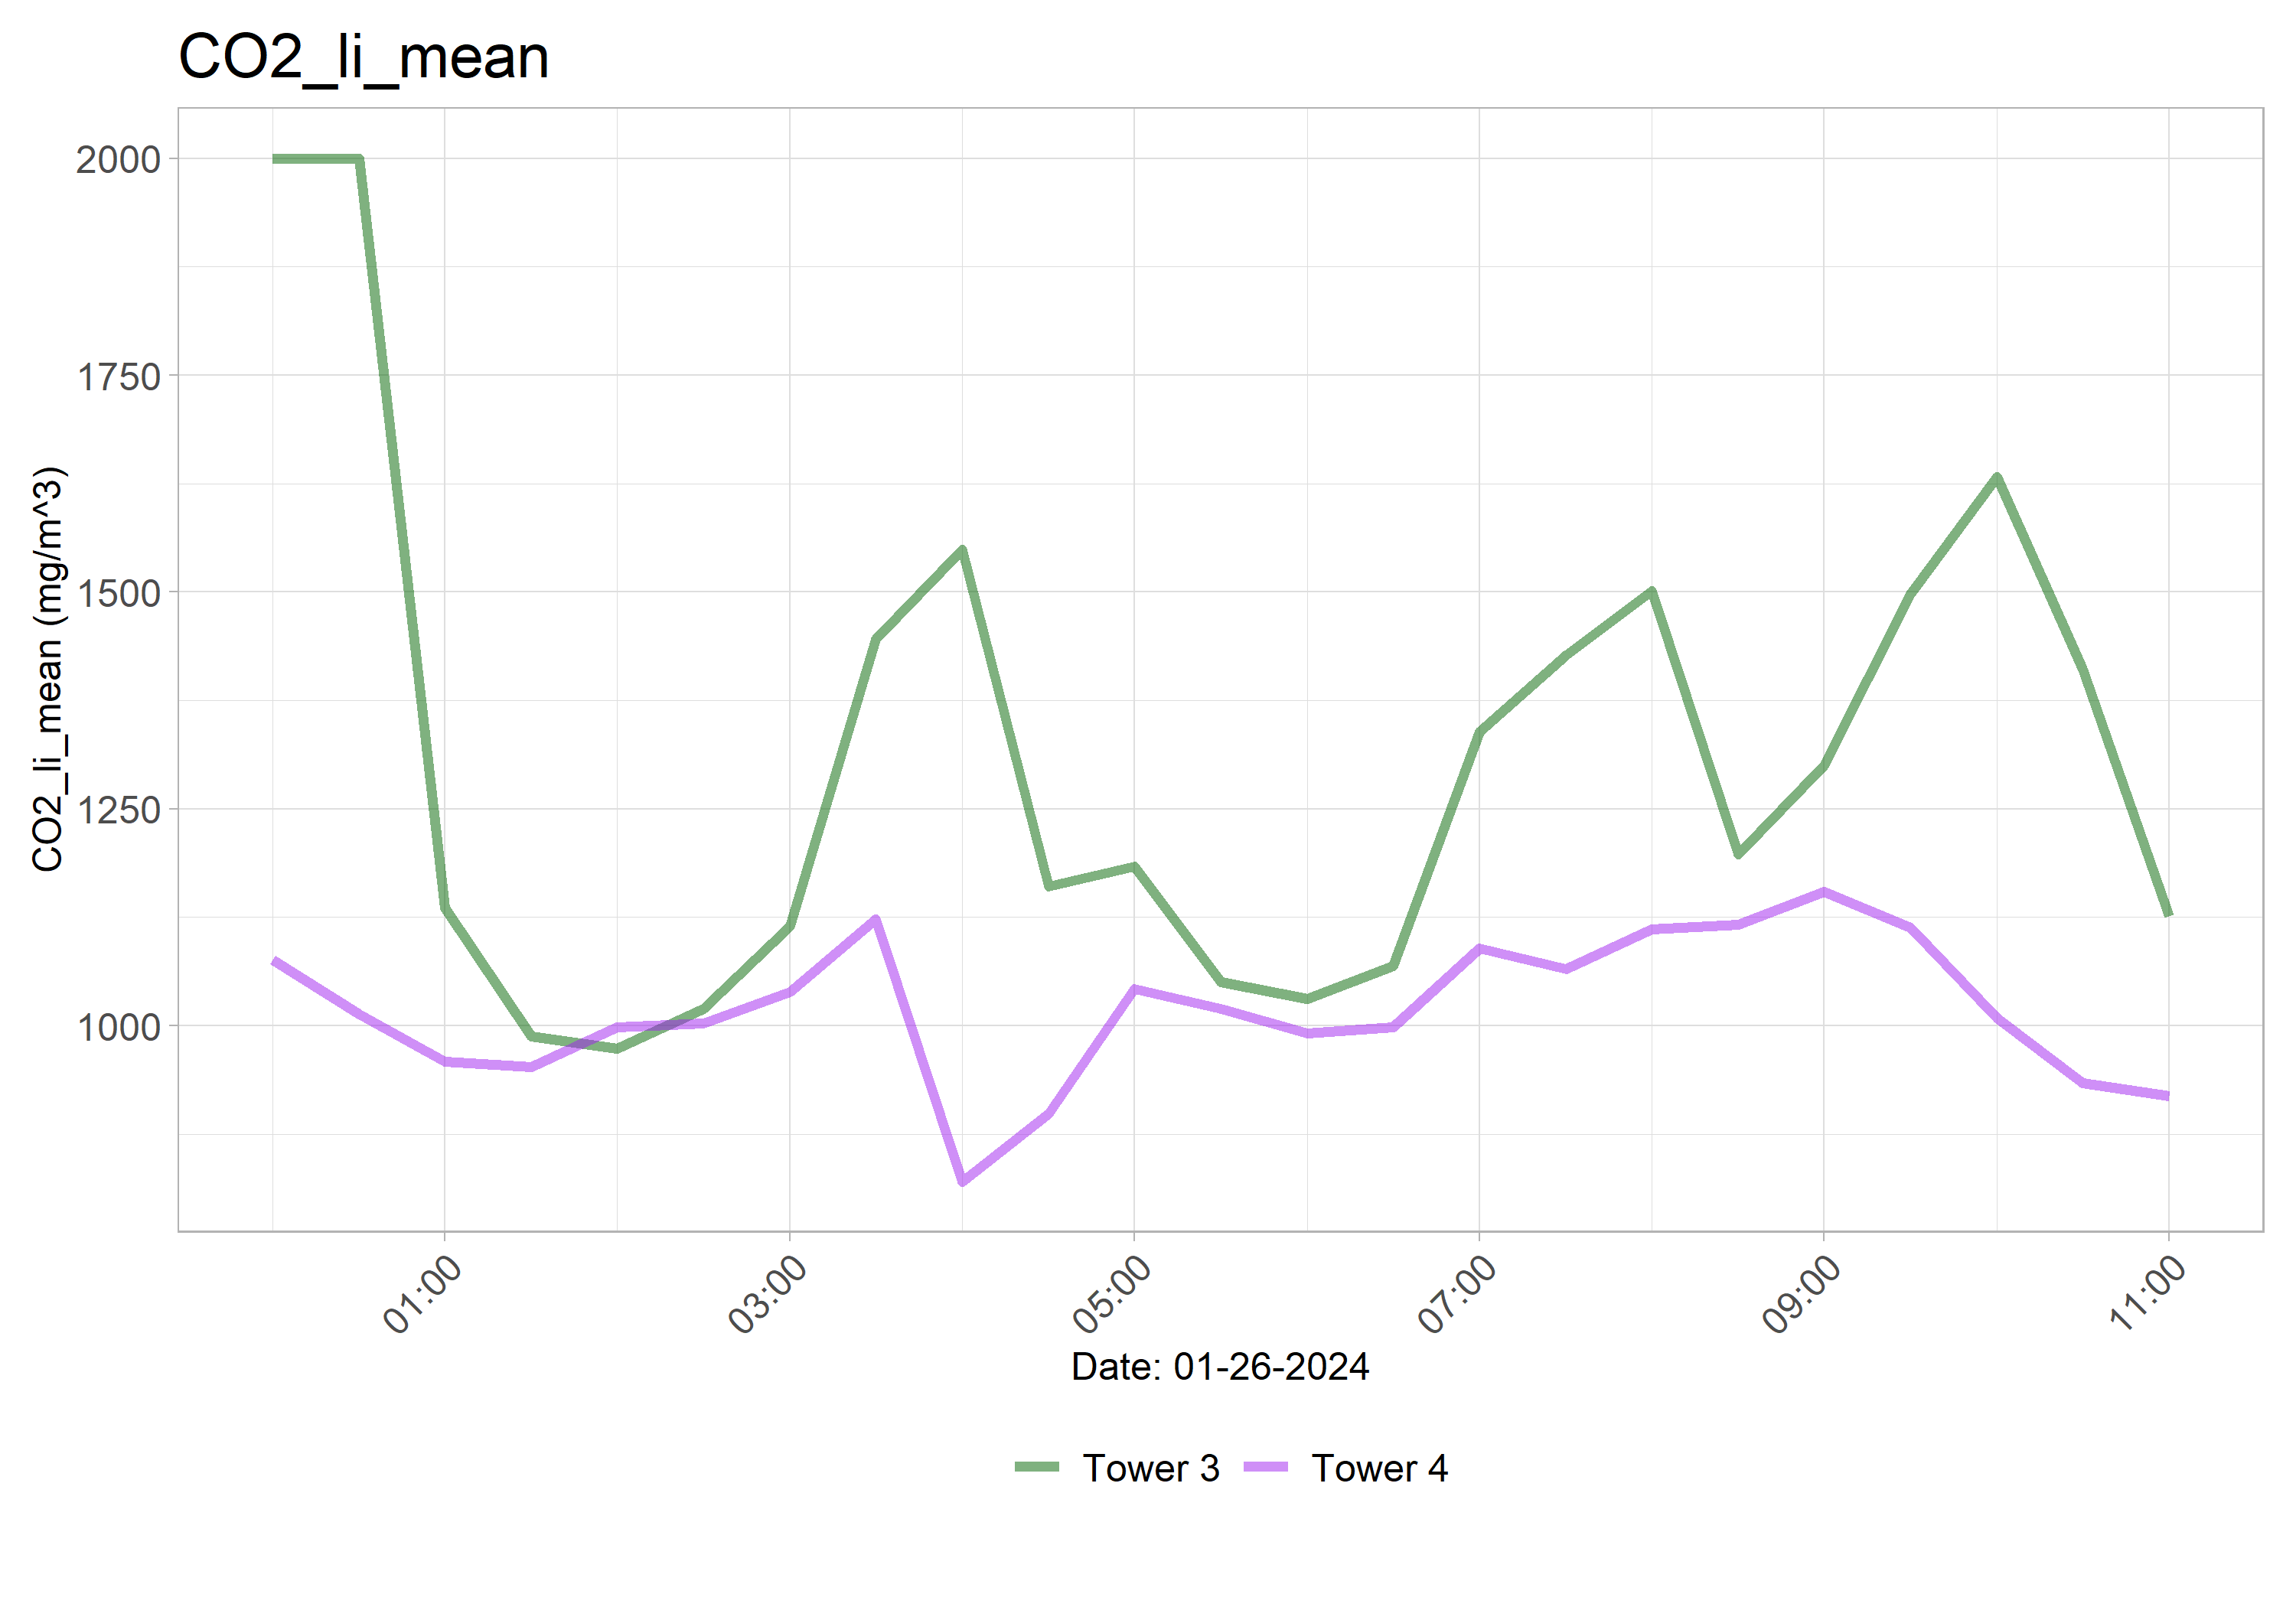 CO2_li_mean
CO2_li_mean (mg/m^3)
2000
1750
1500
1250
1000
01:00
03:00
05:00
07:00
09:00
11:00
Date: 01-26-2024
Tower 3
Tower 4